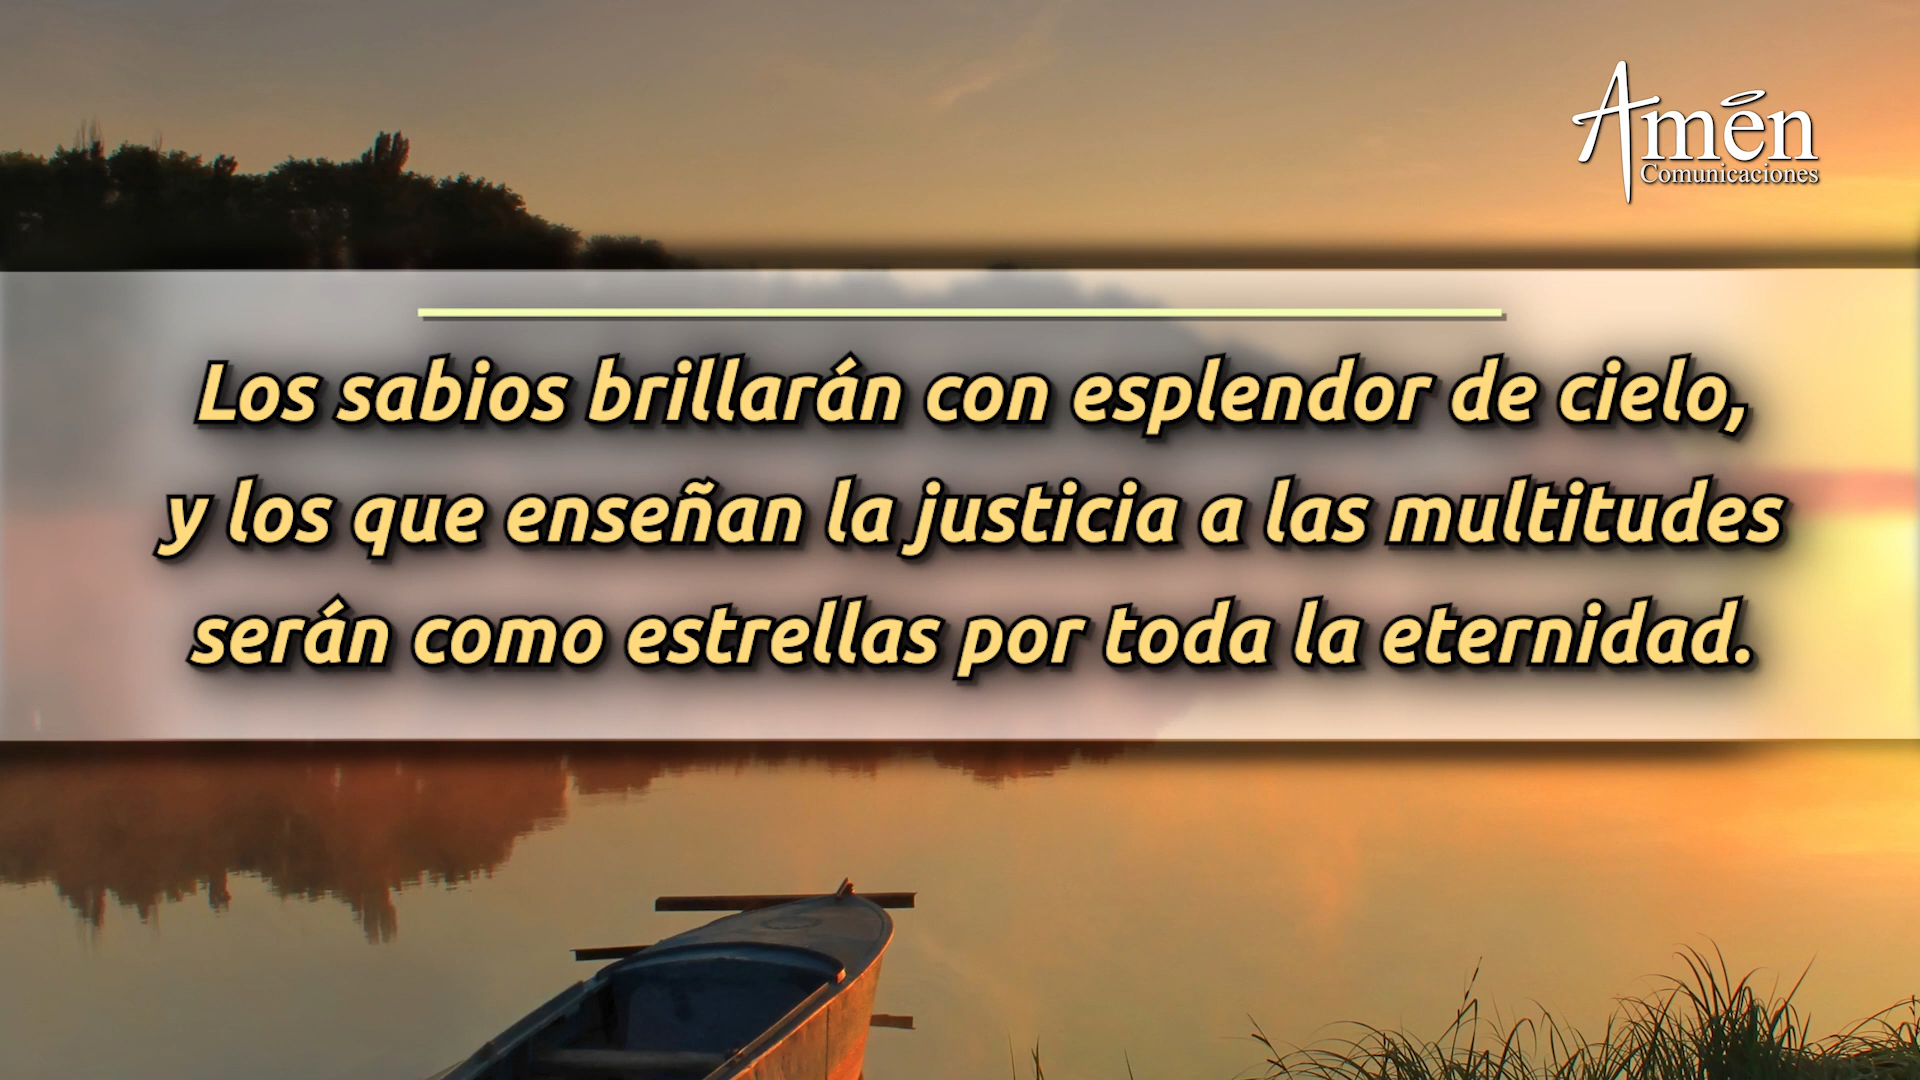 Amén
Comunicaciones
Los sabios brillarán con esplendor de cielo,
y los que enseñan la justicia a las multitudes
serán como estrellas por toda la eternidad.